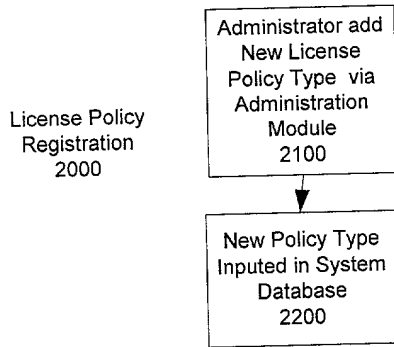 License Policy
Registration
2000
Administrator add
New License
Policy Type via
Administration
Module
2100
New Policy Type
Inputed in System
Database
2200